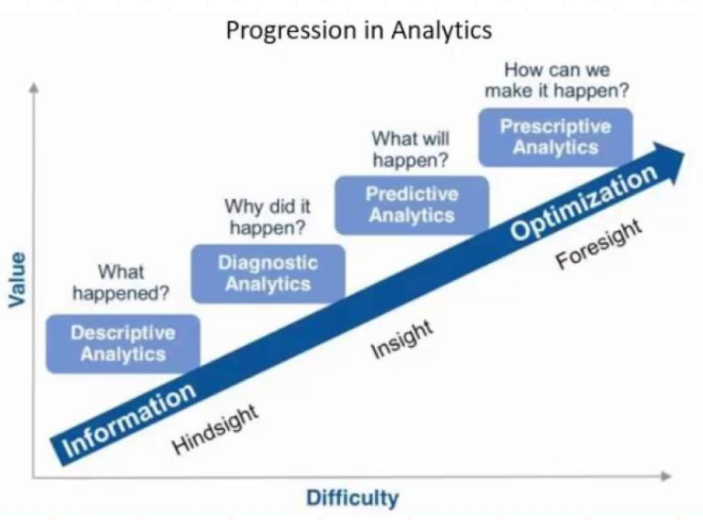 Progression in Analytics
How can we
make it happen?
Prescriptive
Analytics
What will
happen?
Predictive
Analytics
Why did it
happen?
Diagnostic
Analytics
What
happened?
Descriptive
Analytics
Information
Optimization
Hindsight
Insight
Foresight
Value
Difficulty